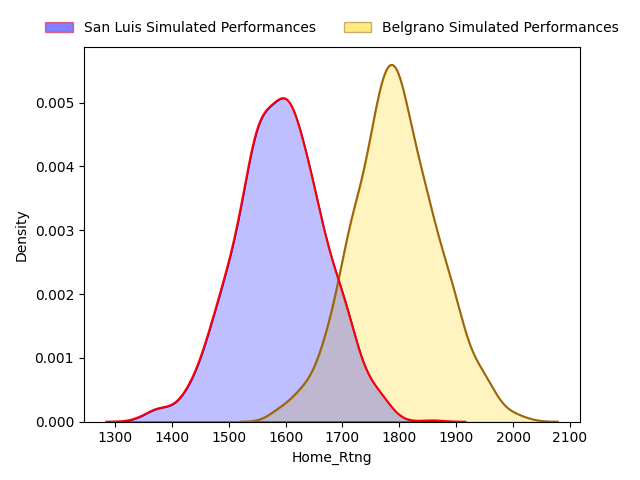 San Luis Simulated Performances Belgrano Simulated Performances
0.005
0.004
0.003
0.002
0.001
0.000
Density
1300 1400 1500 1600 1700 1800 1900 2000 2100
Home_Rtng